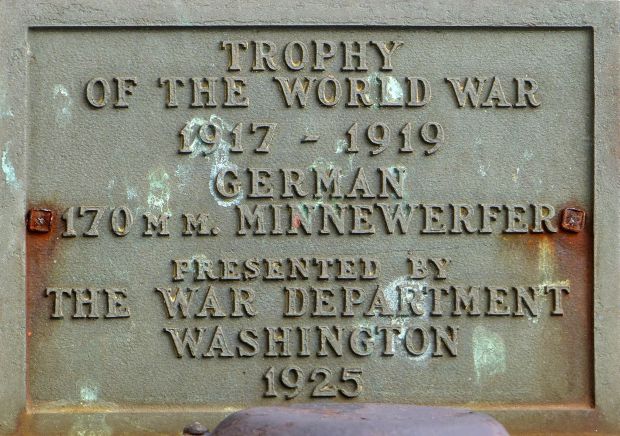 TROPHY
OF THE WORLD WAR
1917 - 1919
GERMAN
170 M M. MINNEWERFER
PRESENTED BY
THE WAR DEPARTMENT
WASHINGTON
1925